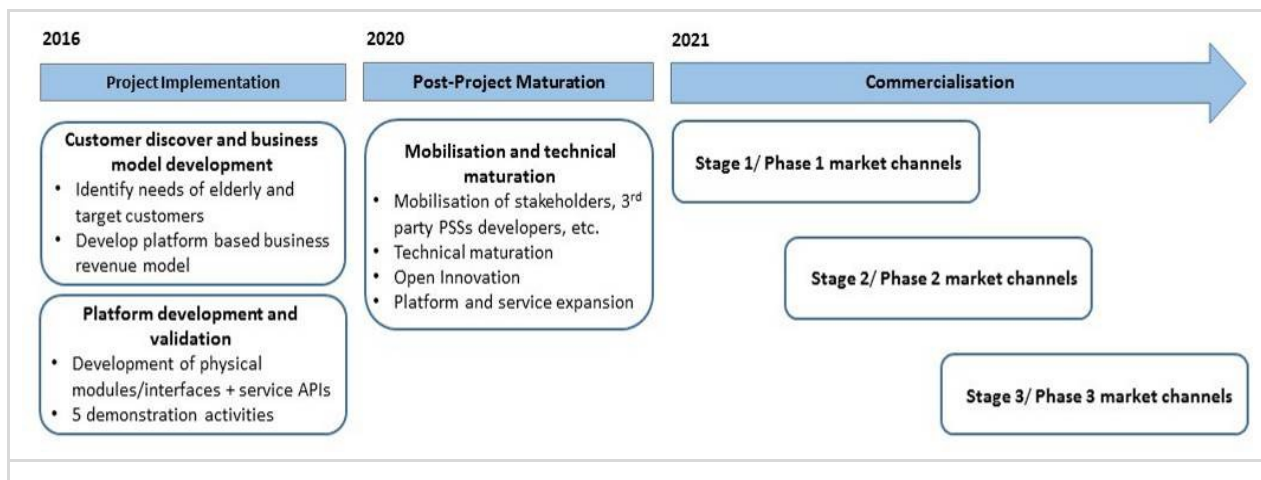 2016
2020
2021
Project Implementation
Post-Project Maturation
Commercialisation
Customer discover and business
model development
• Identify needs of elderly and
target customers
• Develop platform based business
revenue model
Platform development and
validation
• Development of physical
modules/interfaces + service APIs
• 5 demonstration activities
Mobilisation and technical
maturation
• Mobilisation of stakeholders, 3rd
party PSSs developers, etc.
• Technical maturation
• Open Innovation
• Platform and service expansion
Stage 1/ Phase 1 market channels
Stage 2/ Phase 2 market channels
Stage 3/ Phase 3 market channels